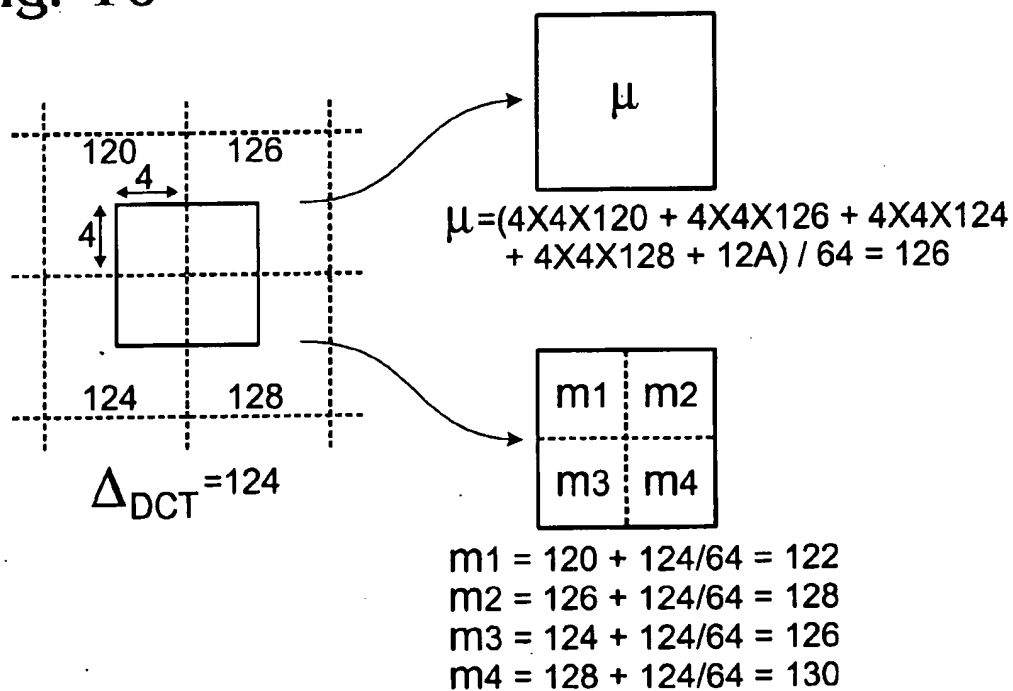 120 126
4
4
124 128
ΔDCT=124
μ
μ=(4X4X120 + 4X4X126 + 4X4X124
+ 4X4X128 + 12A) / 64 = 126
m1 m2
m3 m4
m1 = 120 + 124/64 = 122
m2 = 126 + 124/64 = 128
m3 = 124 + 124/64 = 126
m4 = 128 + 124/64 = 130